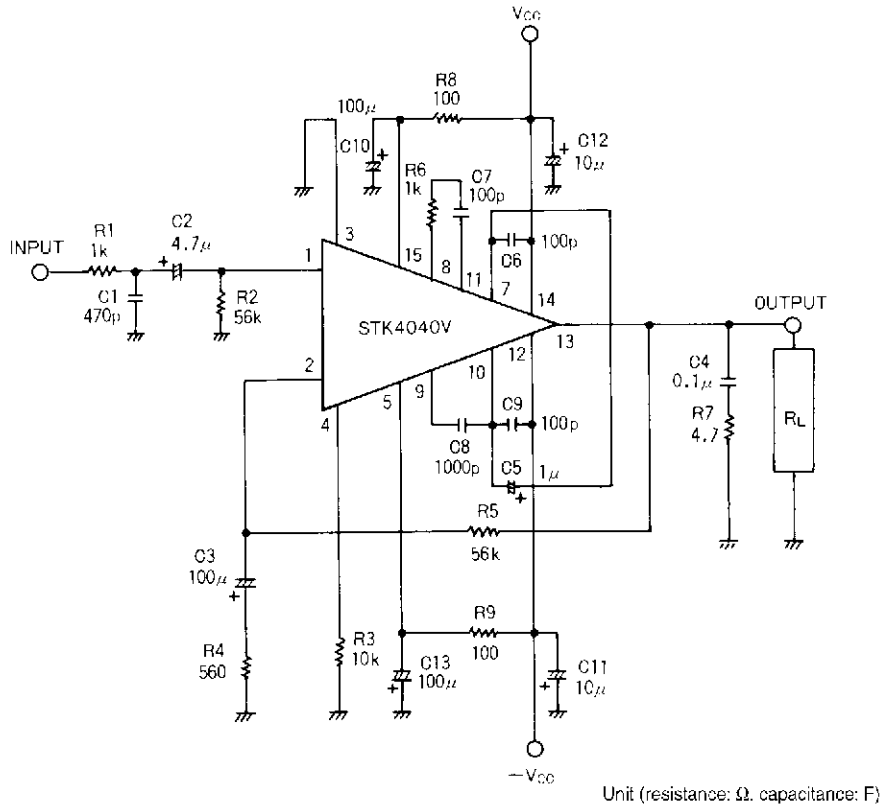 Vcc
R8
100
100μ
C10
C12
10μ
R6
1k
C7
100p
R1
1k
C2
4.7μ
INPUT
1
3
15
8
11
7
C6
100p
14
C1
470p
R2
56k
STK4040V
OUTPUT
12
13
2
4
5
9
10
C9
100p
C4
0.1μ
R7
4.7
RL
C8
1000p
C5
1μ
R5
56k
C3
100μ
R4
560
R3
10k
R9
100
C13
100μ
C11
10μ
−Vcc
Unit (resistance: Ω. capacitance: F)